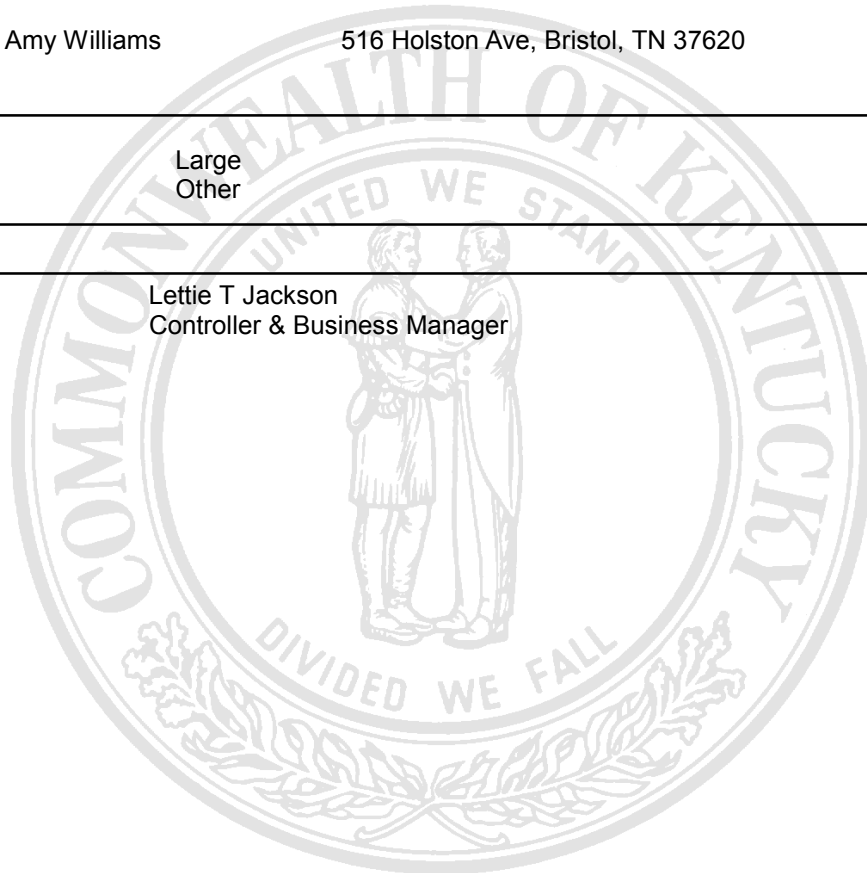 Amy Williams 516 Holston Ave, Bristol, TN 37620
Large
Other
Lettie T Jackson
Controller & Business Manager
COMMONWEALTH OF KENTUCKY
UNITED WE STAND
DIVIDED WE FALL